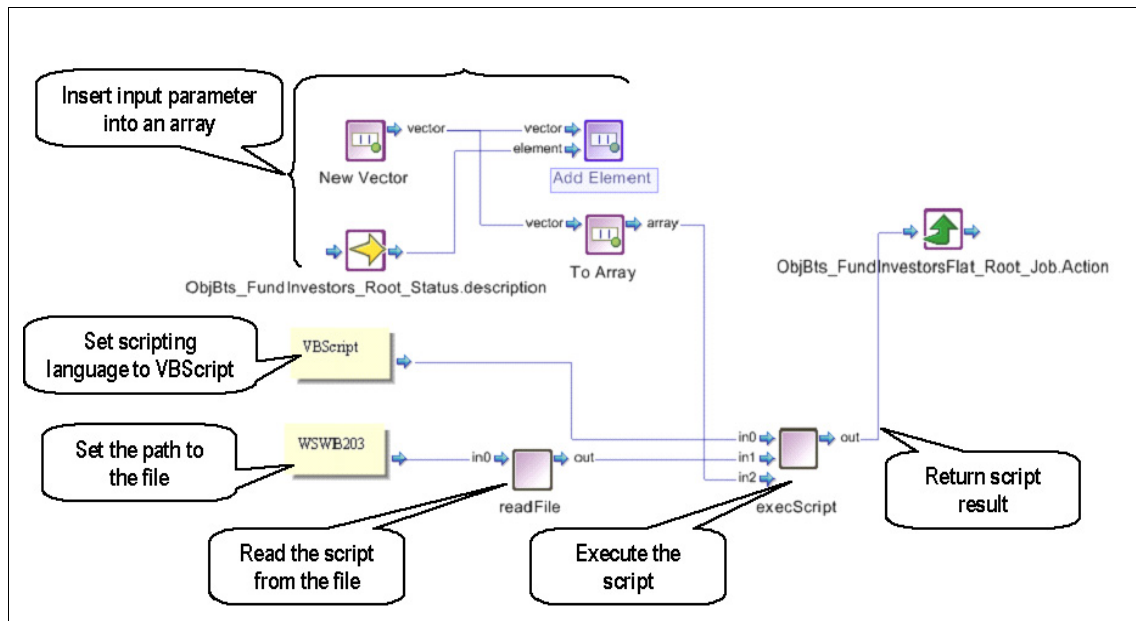 Insert input parameter
into an array
vector
vector
element
New Vector
Add Element
vector
array
To Array
ObjBts_FundInvestors_Root_Status.description
ObjBts_FundInvestorsFlat_Root_Job.Action
Set scripting
language to VBScript
VBScript
Set the path to
the file
WSWB203
in0
out
readFile
in0
in1
in2
out
execScript
Return script
result
Read the script
from the file
Execute the
script